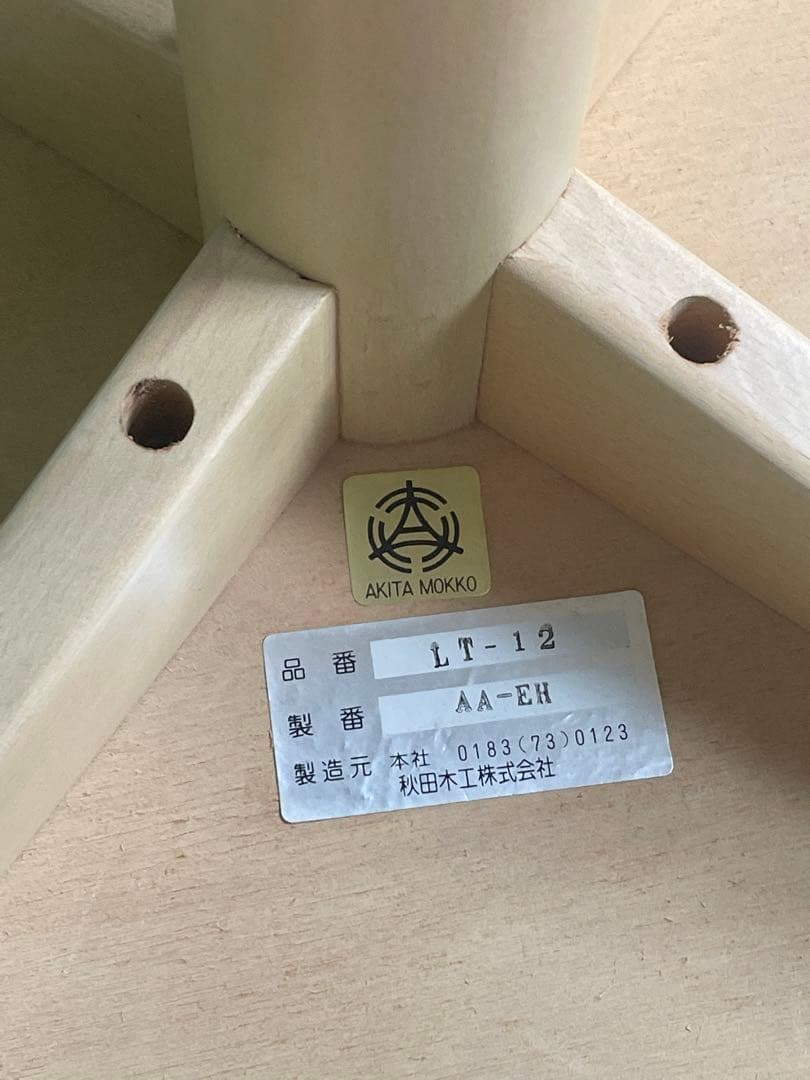 AKITA MOKKO
品番 LT-12
製番 AA-EH
製造元 本社 0183(73)0123
秋田木工株式会社